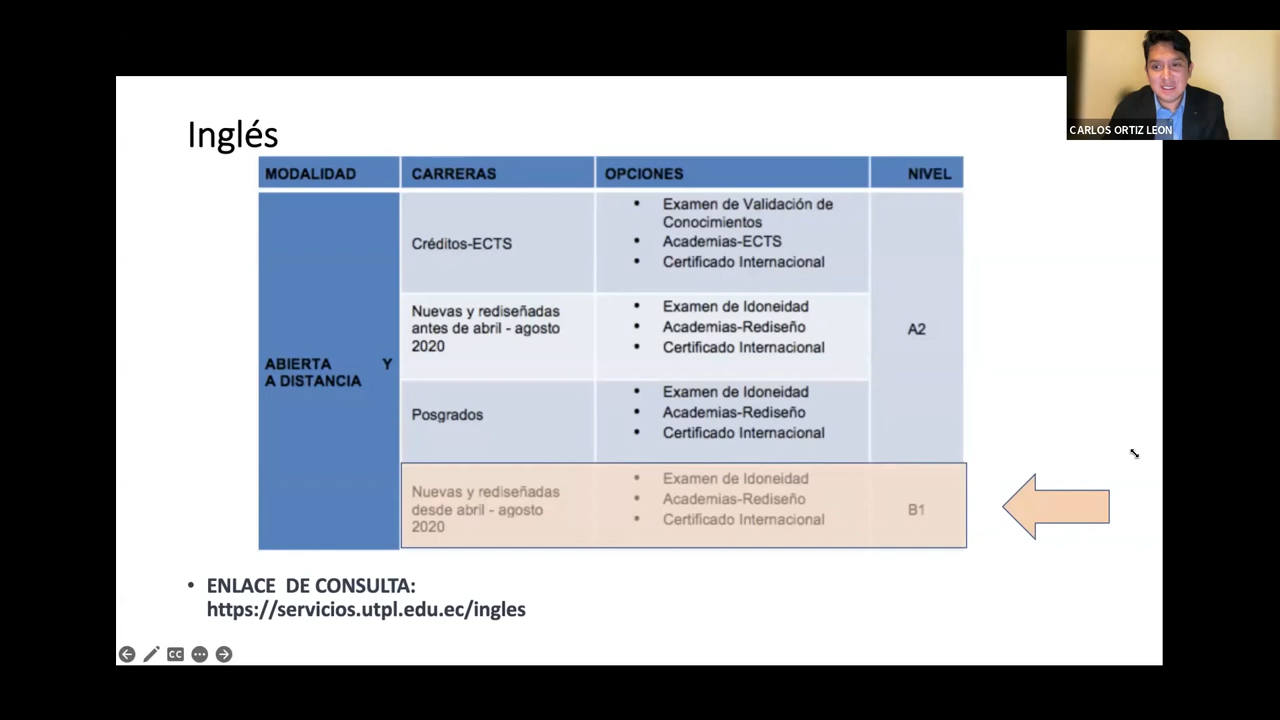 CARLOS ORTIZ LEON
Inglés
MODALIDAD CARRERAS OPCIONES NIVEL
ABIERTA Y
A DISTANCIA
Créditos-ECTS
• Examen de Validación de
Conocimientos
• Academias-ECTS
• Certificado Internacional
A2
Nuevas y rediseñadas
antes de abril - agosto
2020
• Examen de Idoneidad
• Academias-Rediseño
• Certificado Internacional
Posgrados
• Examen de Idoneidad
• Academias-Rediseño
• Certificado Internacional
Nuevas y rediseñadas
desde abril - agosto
2020
• Examen de Idoneidad
• Academias-Rediseño
• Certificado Internacional
B1
• ENLACE DE CONSULTA:
https://servicios.utpl.edu.ec/ingles
CC